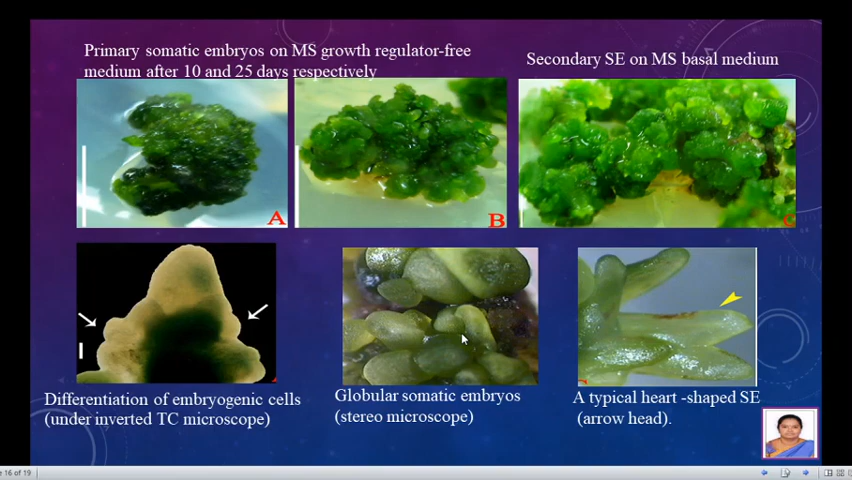 Primary somatic embryos on MS growth regulator-free
medium after 10 and 25 days respectively
Secondary SE on MS basal medium
A
B
C
Differentiation of embryogenic cells
(under inverted TC microscope)
Globular somatic embryos
(stereo microscope)
A typical heart -shaped SE
(arrow head).
16 of 19